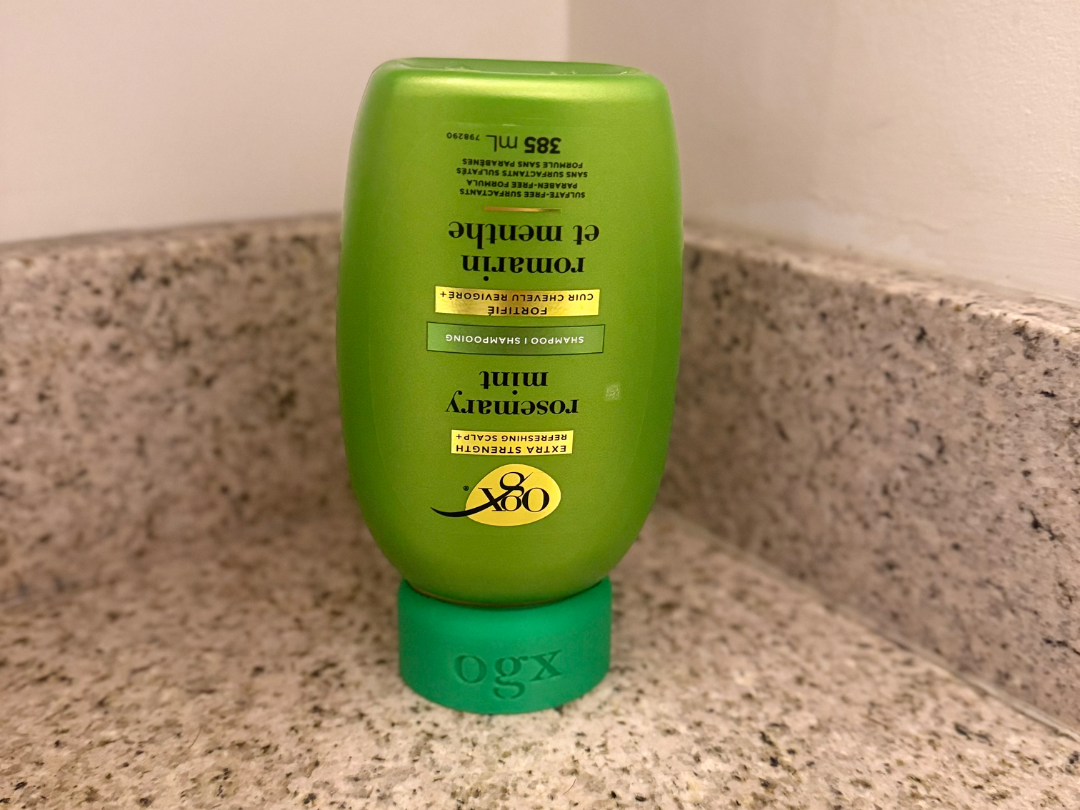 ogx®
EXTRA STRENGTH
REFRESHING SCALP+
rosemary
mint
SHAMPOO | SHAMPOOING
FORTIFIÉ
CUIR CHEVELU REVIGORÉ+
romarin
et menthe
SULFATE-FREE SURFACTANTS
PARABEN-FREE FORMULA
SANS SURFACTANTS SULFATÉS
FORMULE SANS PARABÈNES
385 mL 798290
ogx